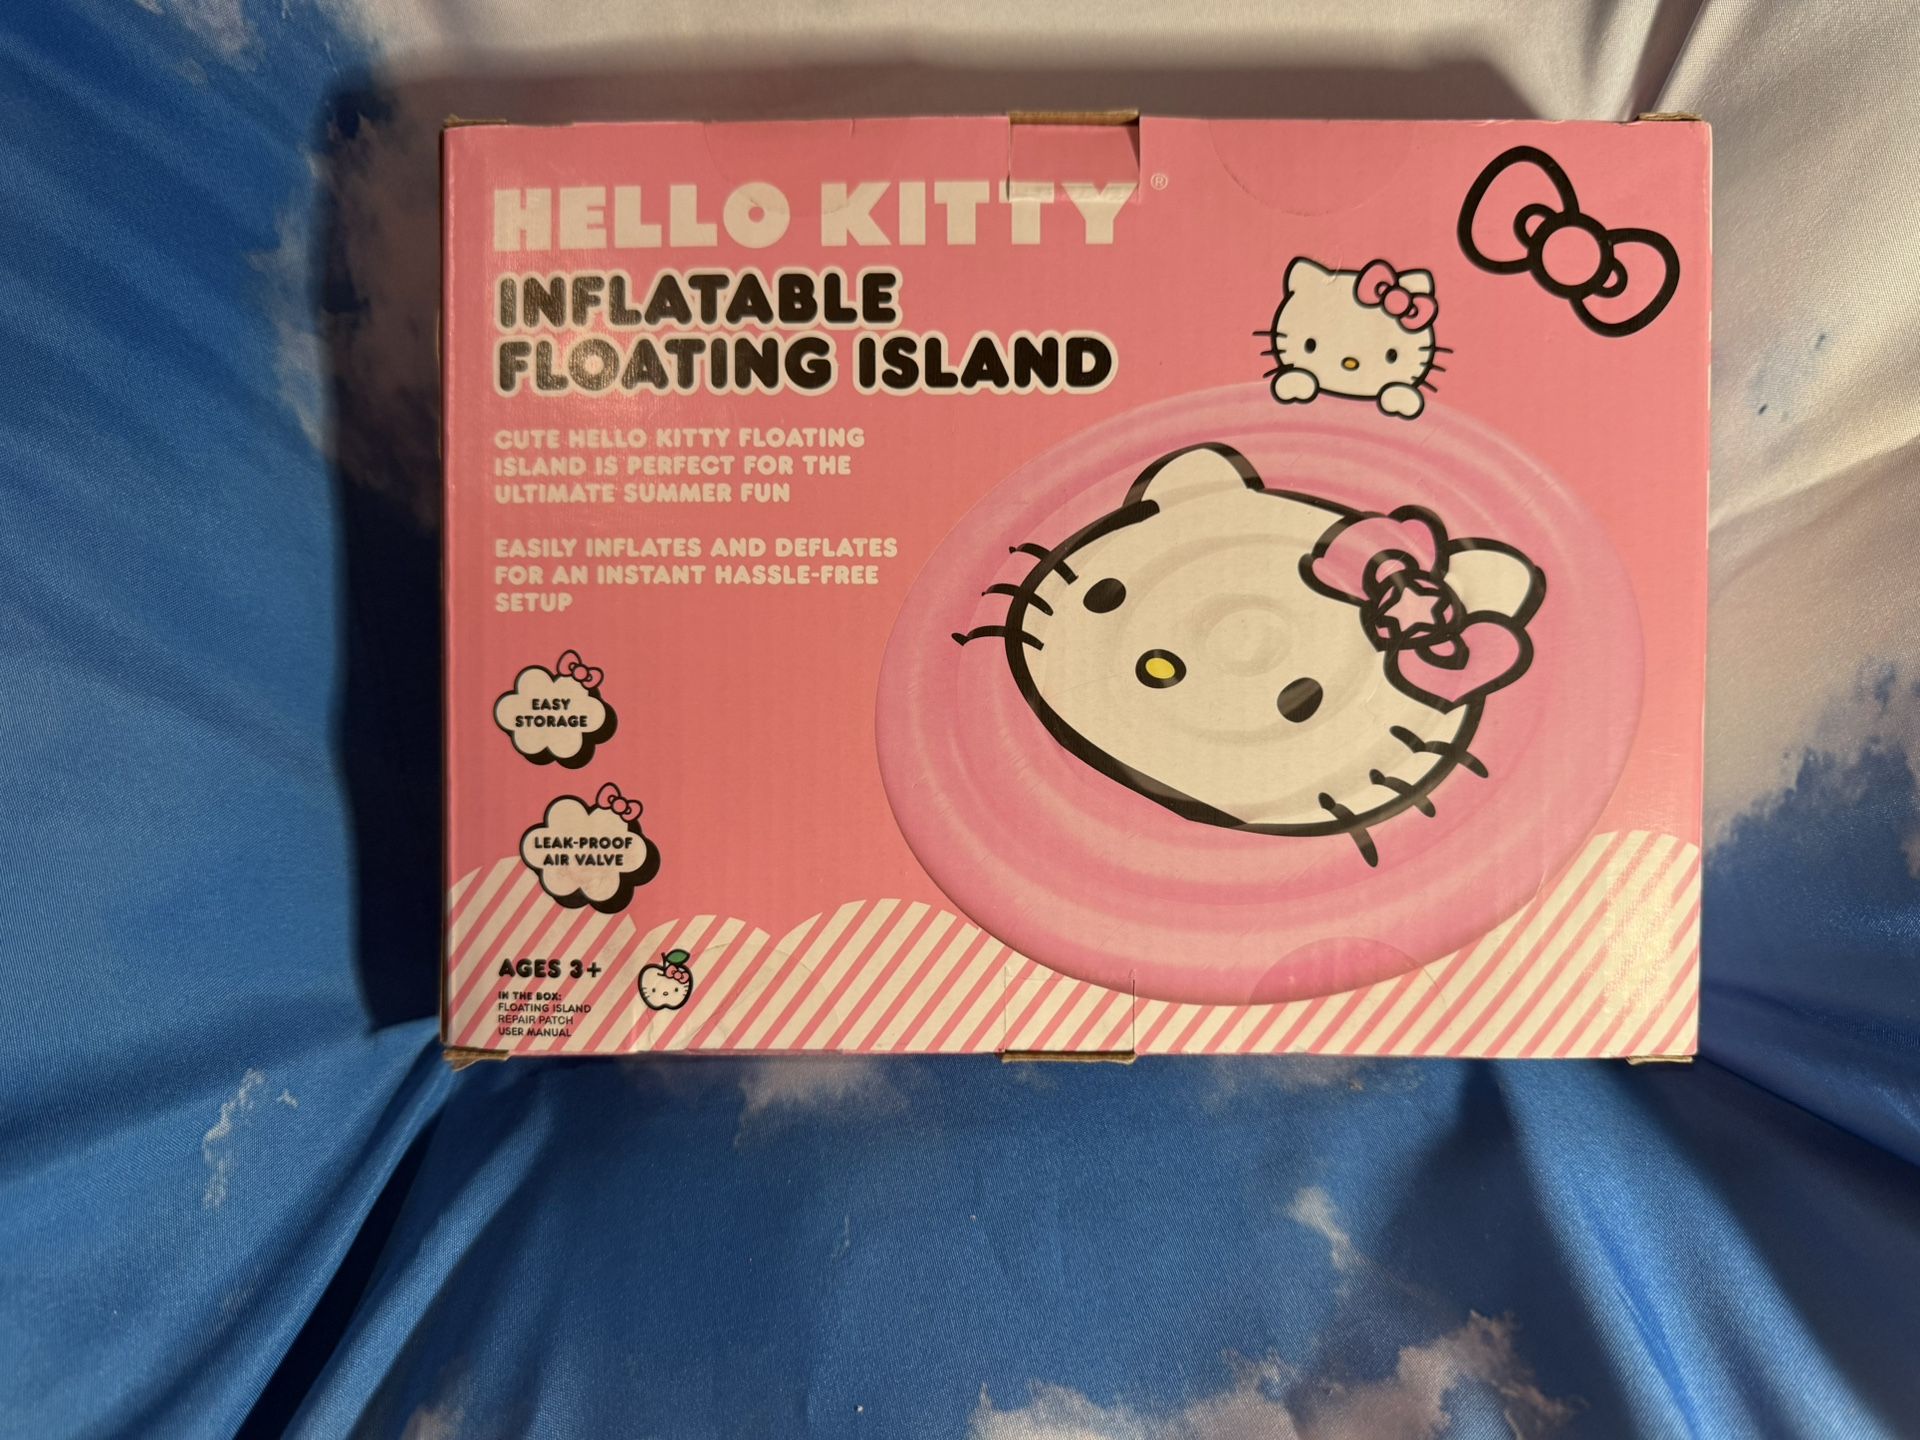 HELLO KITTY®
INFLATABLE
FLOATING ISLAND
CUTE HELLO KITTY FLOATING
ISLAND IS PERFECT FOR THE
ULTIMATE SUMMER FUN
EASILY INFLATES AND DEFLATES
FOR AN INSTANT HASSLE-FREE
SETUP
EASY
STORAGE
LEAK-PROOF
AIR VALVE
AGES 3+
IN THE BOX:
FLOATING ISLAND
REPAIR PATCH
USER MANUAL